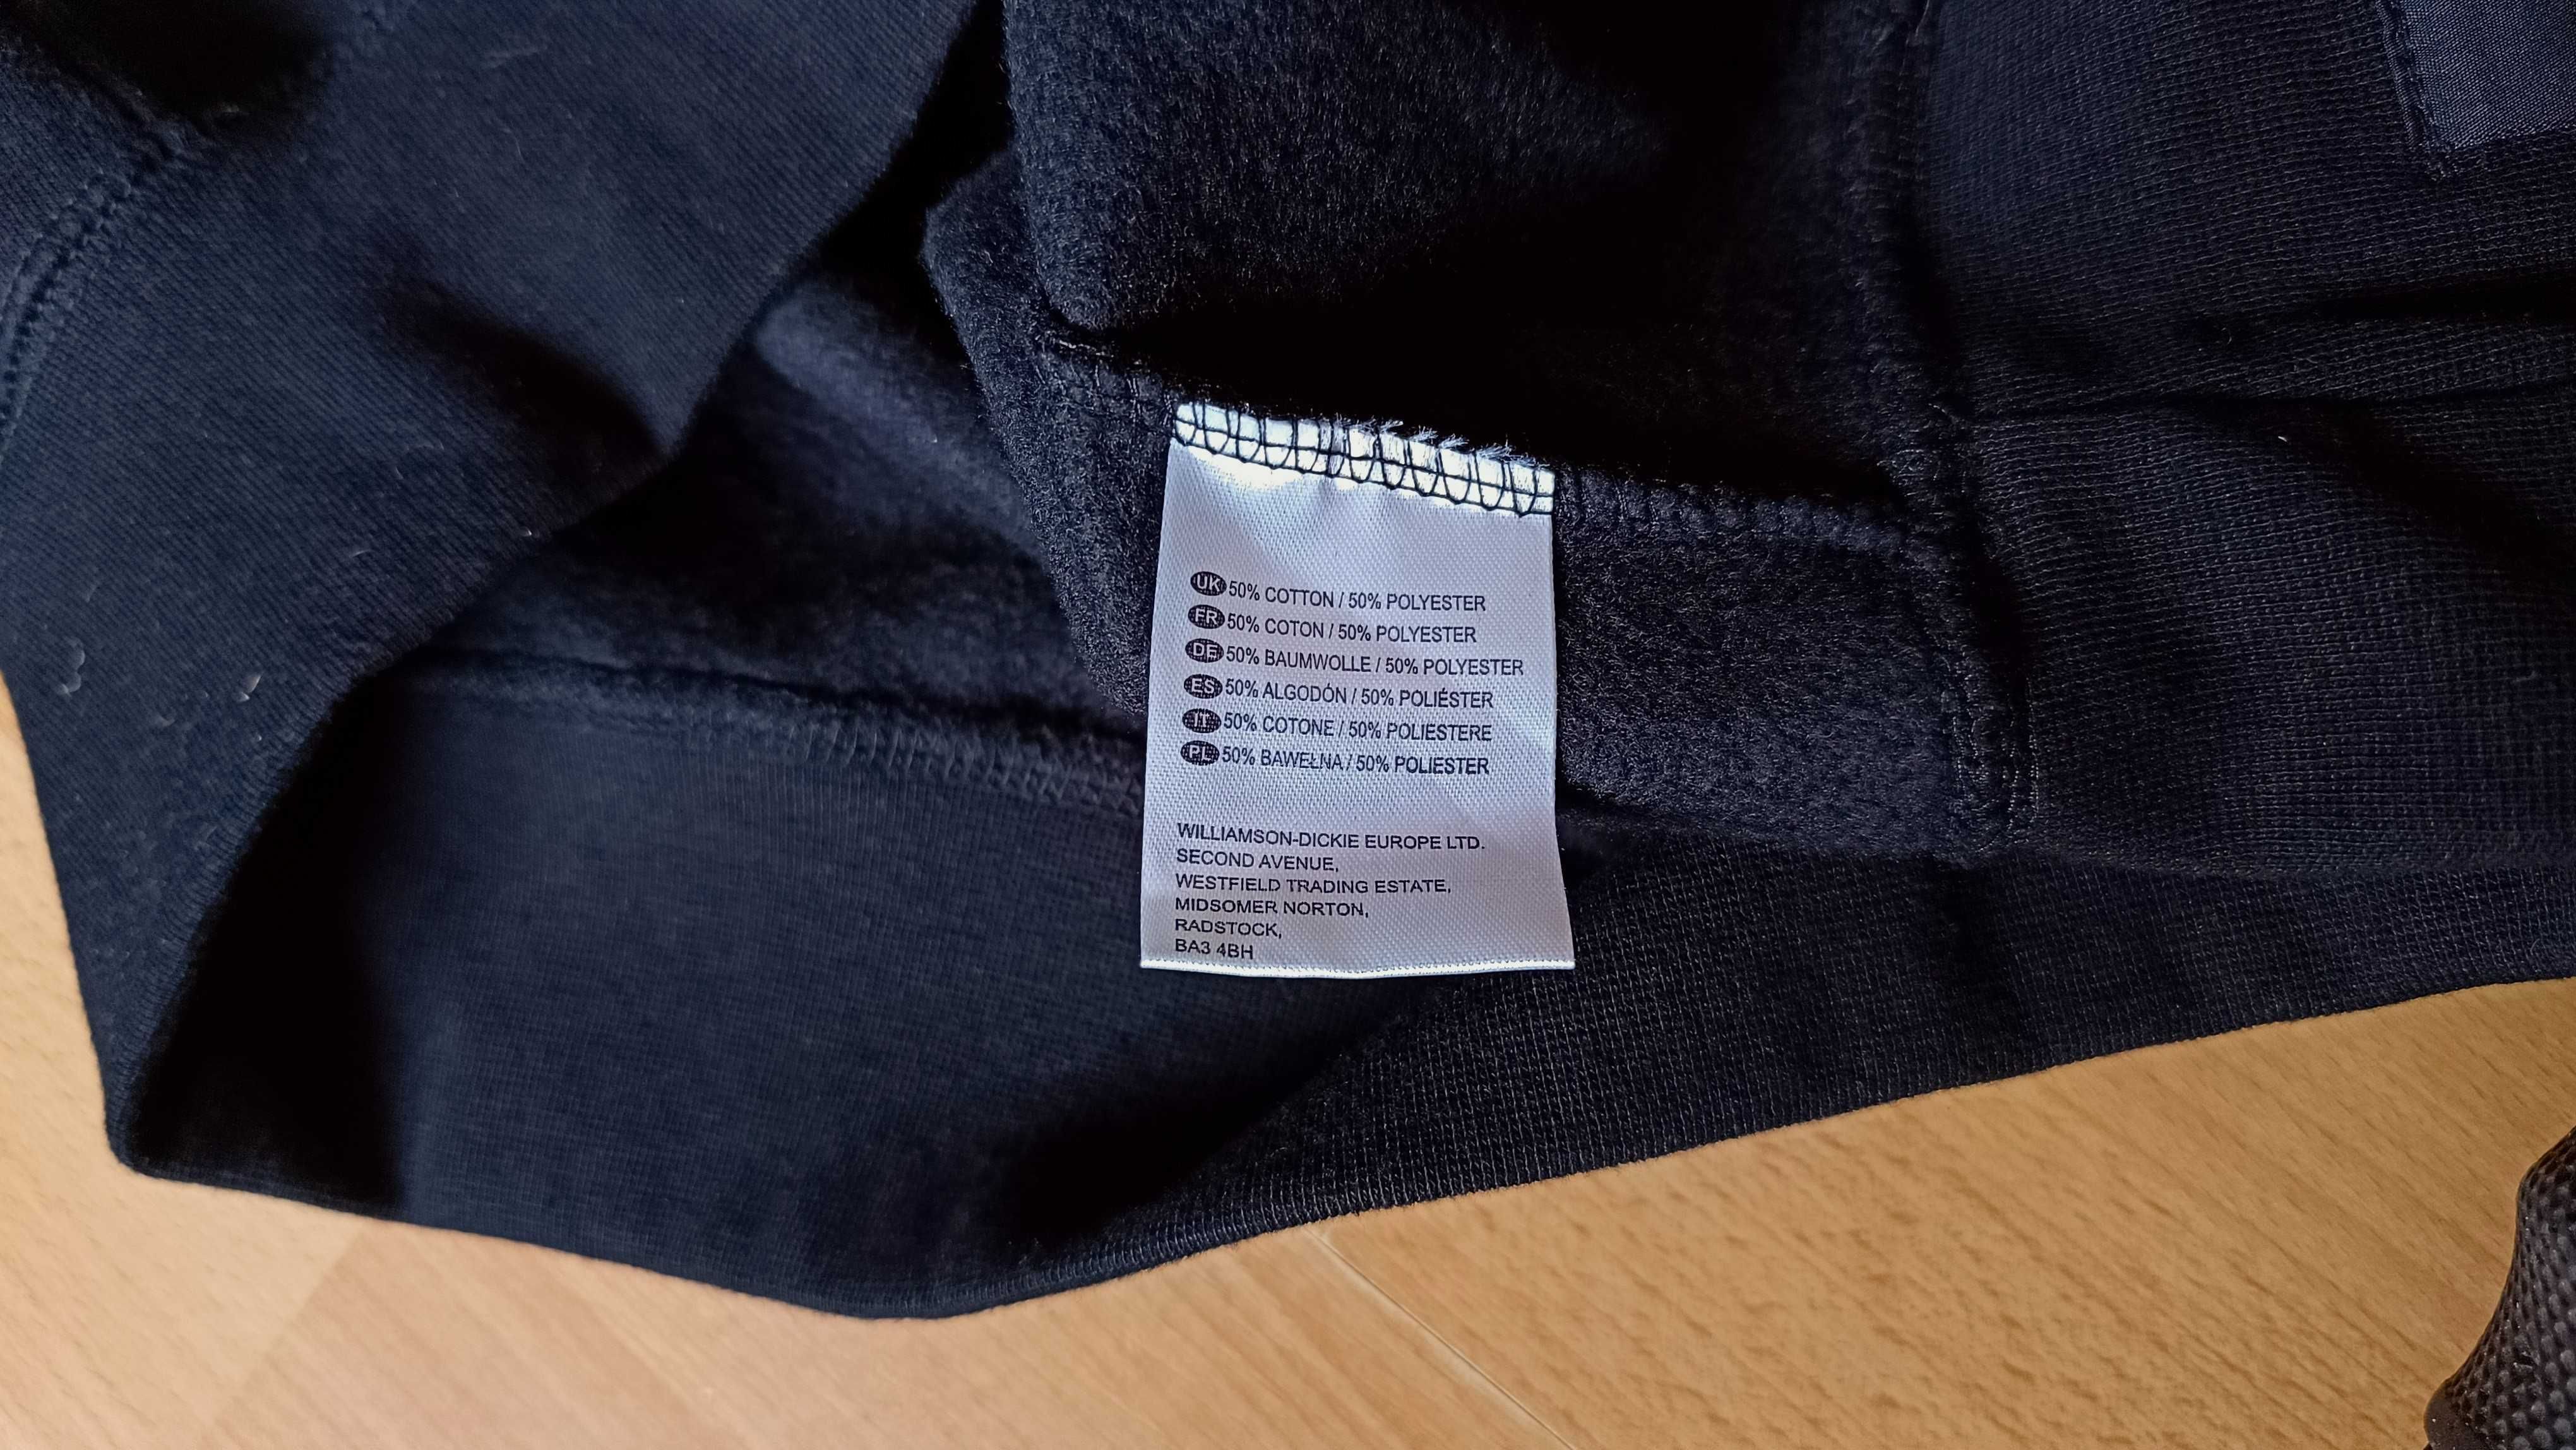 UK 50% COTTON / 50% POLYESTER
FR 50% COTON / 50% POLYESTER
DE 50% BAUMWOLLE / 50% POLYESTER
ES 50% ALGODÓN / 50% POLIÉSTER
IT 50% COTONE / 50% POLIESTERE
PL 50% BAWEŁNA / 50% POLIESTER
WILLIAMSON-DICKIE EUROPE LTD.
SECOND AVENUE,
WESTFIELD TRADING ESTATE,
MIDSOMER NORTON,
RADSTOCK,
BA3 4BH